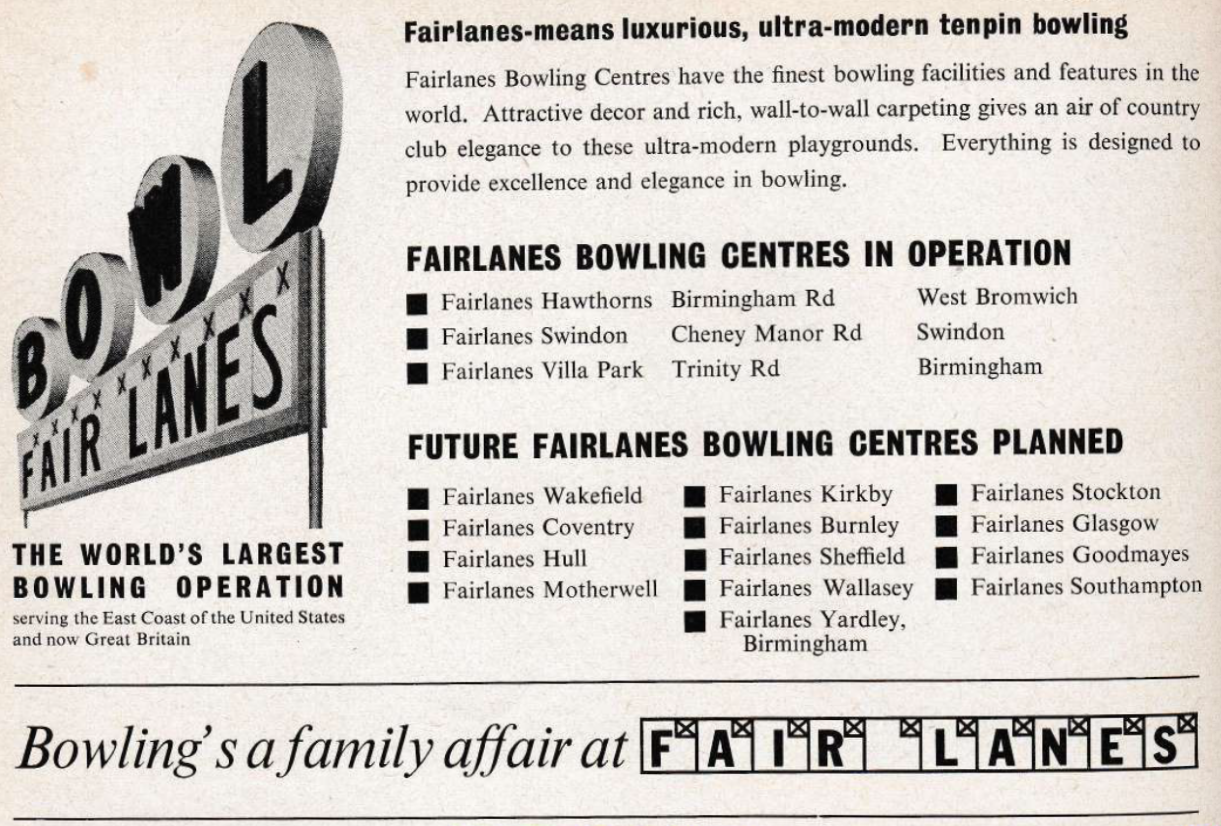 BOWL
FAIR LANES
THE WORLD'S LARGEST
BOWLING OPERATION
serving the East Coast of the United States
and now Great Britain
Fairlanes-means luxurious, ultra-modern tenpin bowling
Fairlanes Bowling Centres have the finest bowling facilities and features in the
world. Attractive decor and rich, wall-to-wall carpeting gives an air of country
club elegance to these ultra-modern playgrounds. Everything is designed to
provide excellence and elegance in bowling.
FAIRLANES BOWLING CENTRES IN OPERATION
■ Fairlanes Hawthorns Birmingham Rd West Bromwich
■ Fairlanes Swindon Cheney Manor Rd Swindon
■ Fairlanes Villa Park Trinity Rd Birmingham
FUTURE FAIRLANES BOWLING CENTRES PLANNED
■ Fairlanes Wakefield
■ Fairlanes Coventry
■ Fairlanes Hull
■ Fairlanes Motherwell
■ Fairlanes Kirkby
■ Fairlanes Burnley
■ Fairlanes Sheffield
■ Fairlanes Wallasey
■ Fairlanes Yardley,
Birmingham
■ Fairlanes Stockton
■ Fairlanes Glasgow
■ Fairlanes Goodmayes
■ Fairlanes Southampton
Bowling's a family affair at FAIR LANES